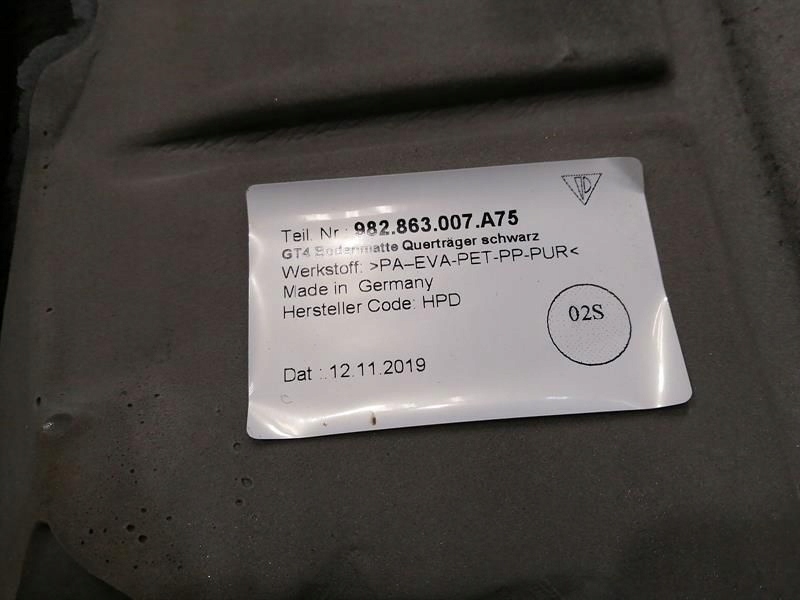 Teil. Nr.: 982.863.007.A75
GT4 Bodenmatte Querträger schwarz
Werkstoff: >PA–EVA-PET-PP-PUR<
Made in Germany
Hersteller Code: HPD
02S
Dat :.12.11.2019
C